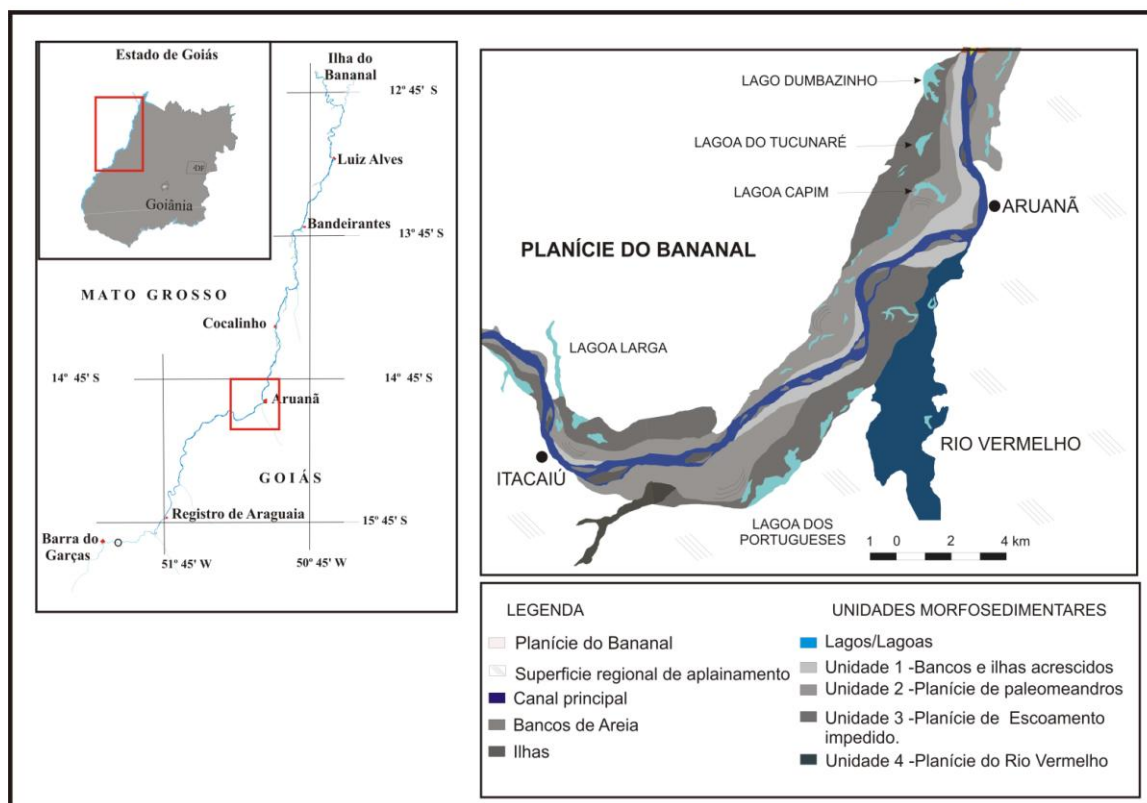 Estado de Goiás
DF
Goiânia
Ilha do
Bananal
12º 45' S
Luiz Alves
Bandeirantes
13º 45' S
MATO GROSSO
Cocalinho
14º 45' S
14º 45' S
Aruanã
GOIÁS
Registro de Araguaia
15º 45' S
Barra do
Garças
51º 45' W
50º 45' W
LAGO DUMBAZINHO
LAGOA DO TUCUNARÉ
LAGOA CAPIM
ARUANÃ
PLANÍCIE DO BANANAL
LAGOA LARGA
RIO VERMELHO
ITACAIÚ
LAGOA DOS
PORTUGUESES
1 0 2 4 km
LEGENDA
Planície do Bananal
Superficie regional de aplainamento
Canal principal
Bancos de Areia
Ilhas
UNIDADES MORFOSEDIMENTARES
Lagos/Lagoas
Unidade 1 -Bancos e ilhas acrescidos
Unidade 2 -Planície de paleomeandros
Unidade 3 -Planície de Escoamento
impedido.
Unidade 4 -Planície do Rio Vermelho